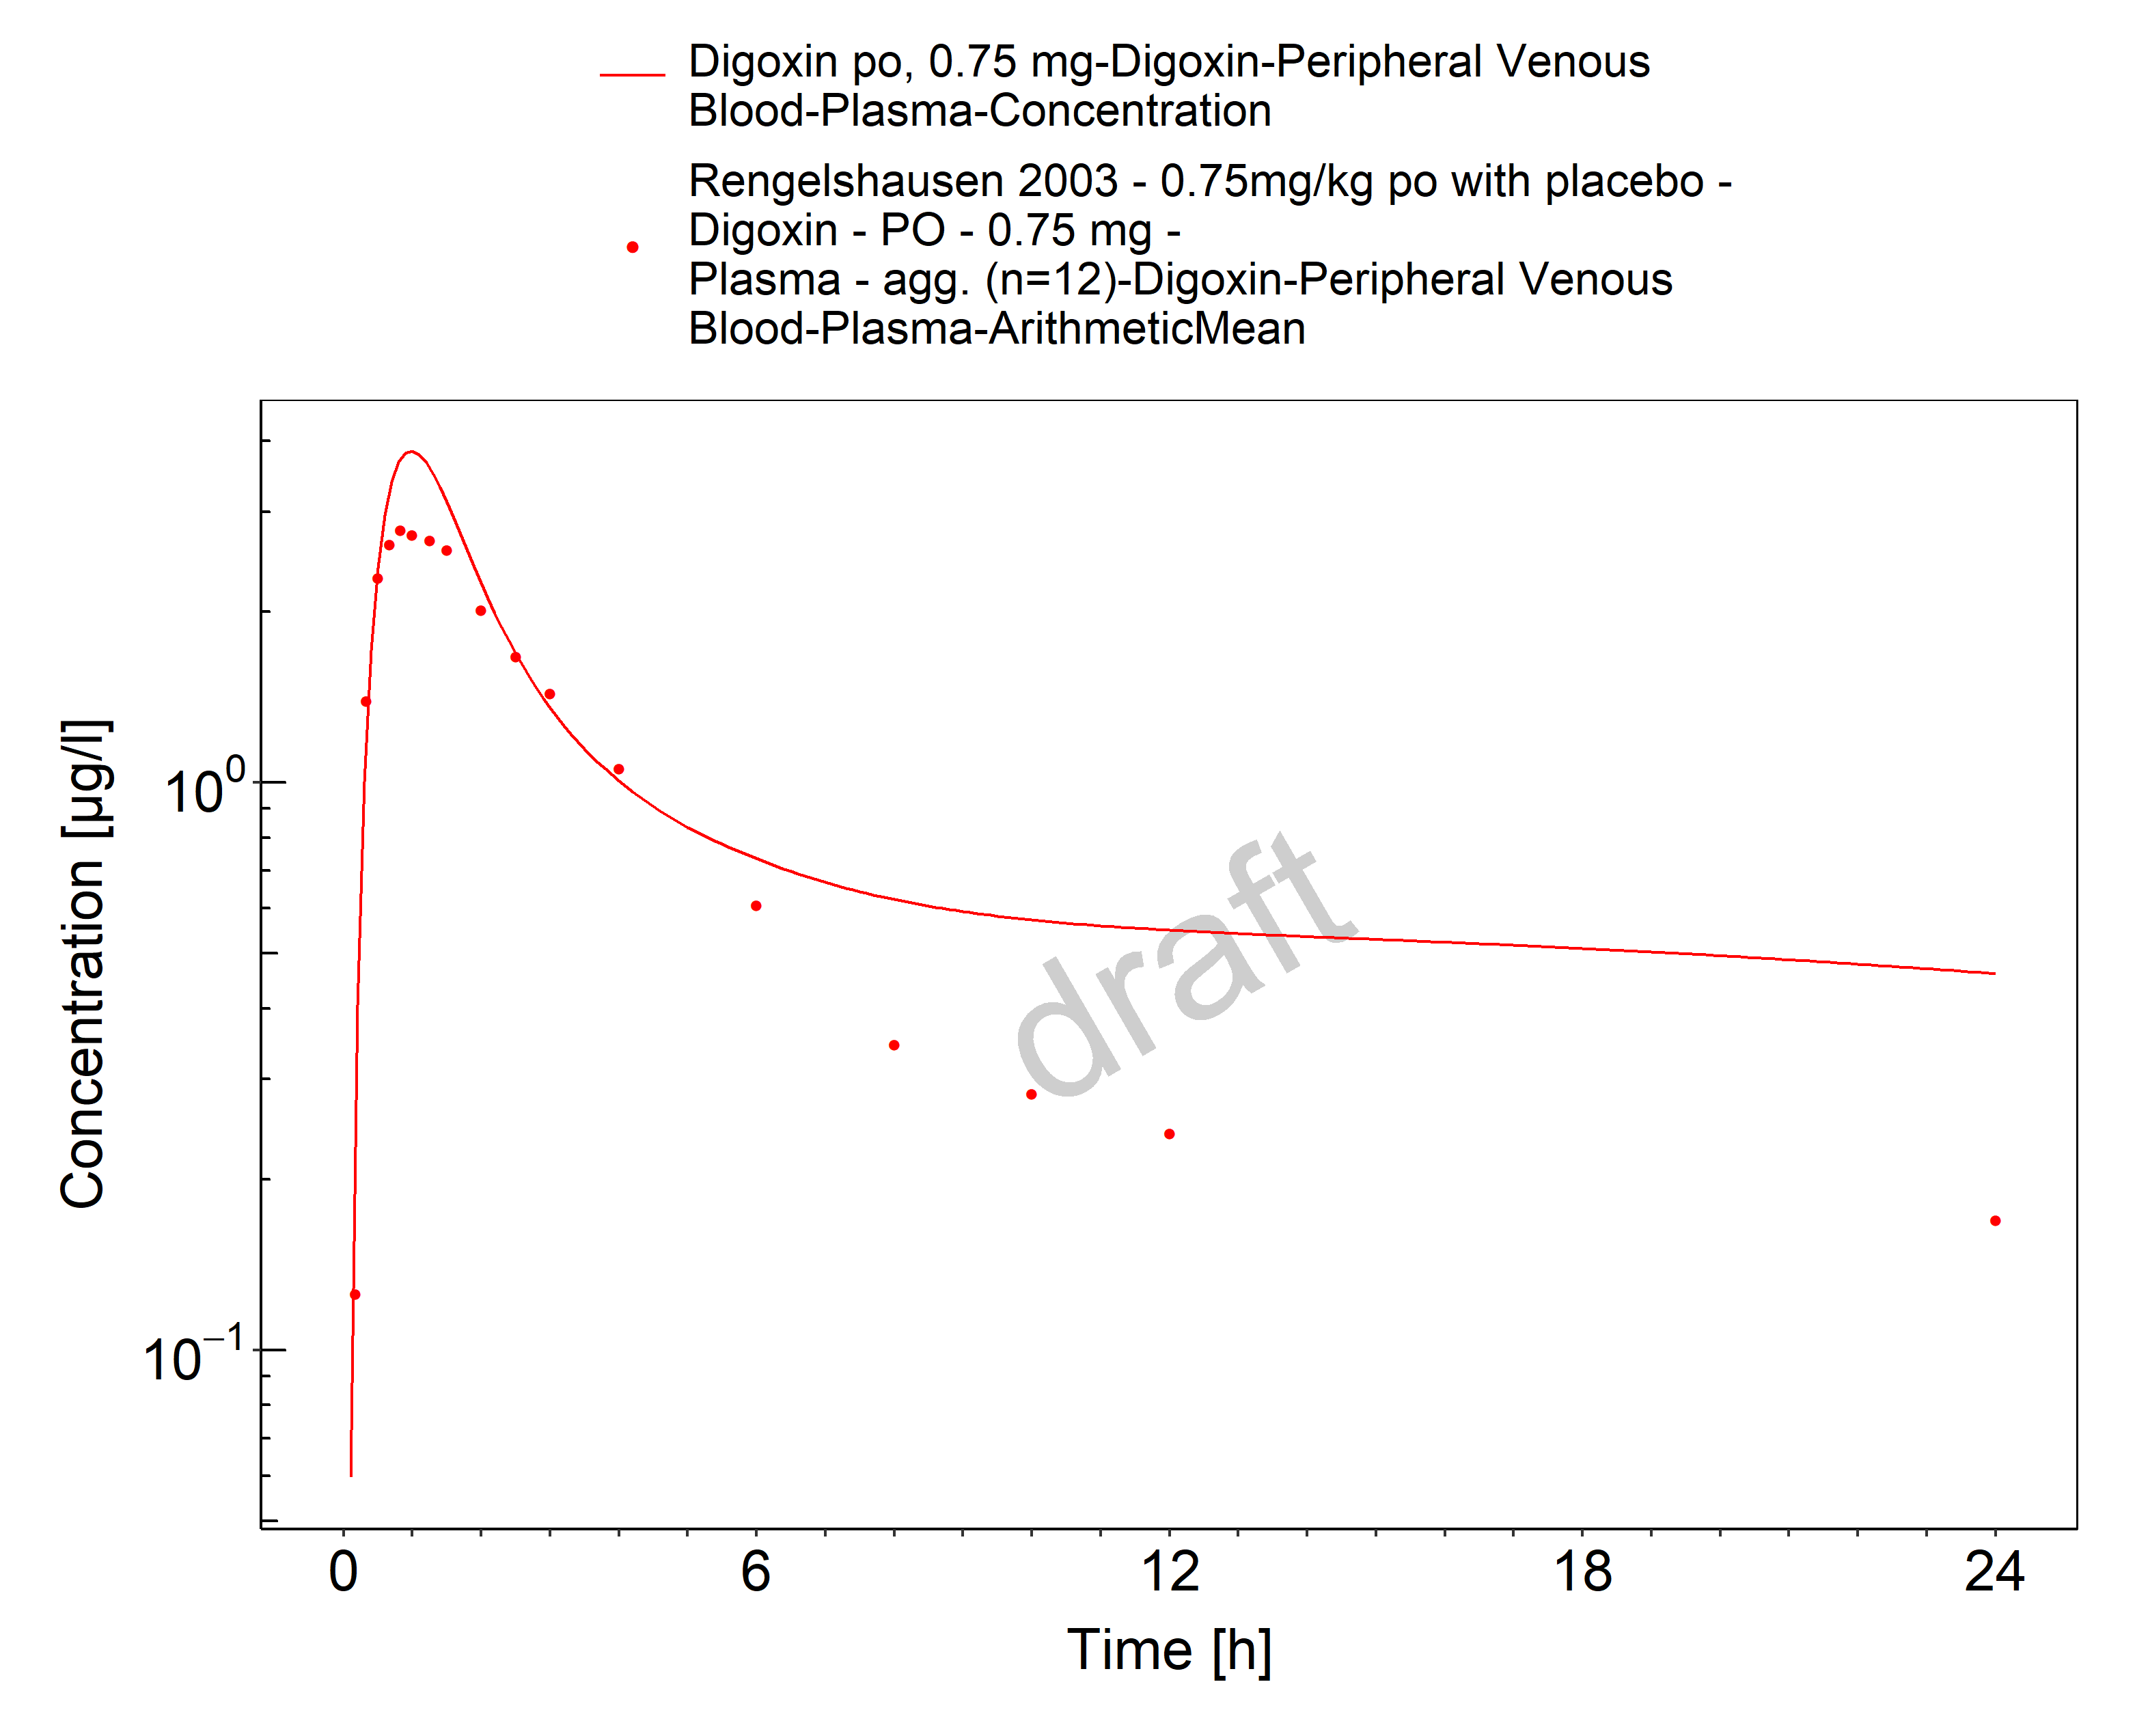 Digoxin po, 0.75 mg-Digoxin-Peripheral Venous
Blood-Plasma-Concentration
Rengelshausen 2003 - 0.75mg/kg po with placebo -
Digoxin - PO - 0.75 mg -
Plasma - agg. (n=12)-Digoxin-Peripheral Venous
Blood-Plasma-ArithmeticMean
Concentration [µg/l]
10⁰
10⁻¹
draft
0 6 12 18 24
Time [h]